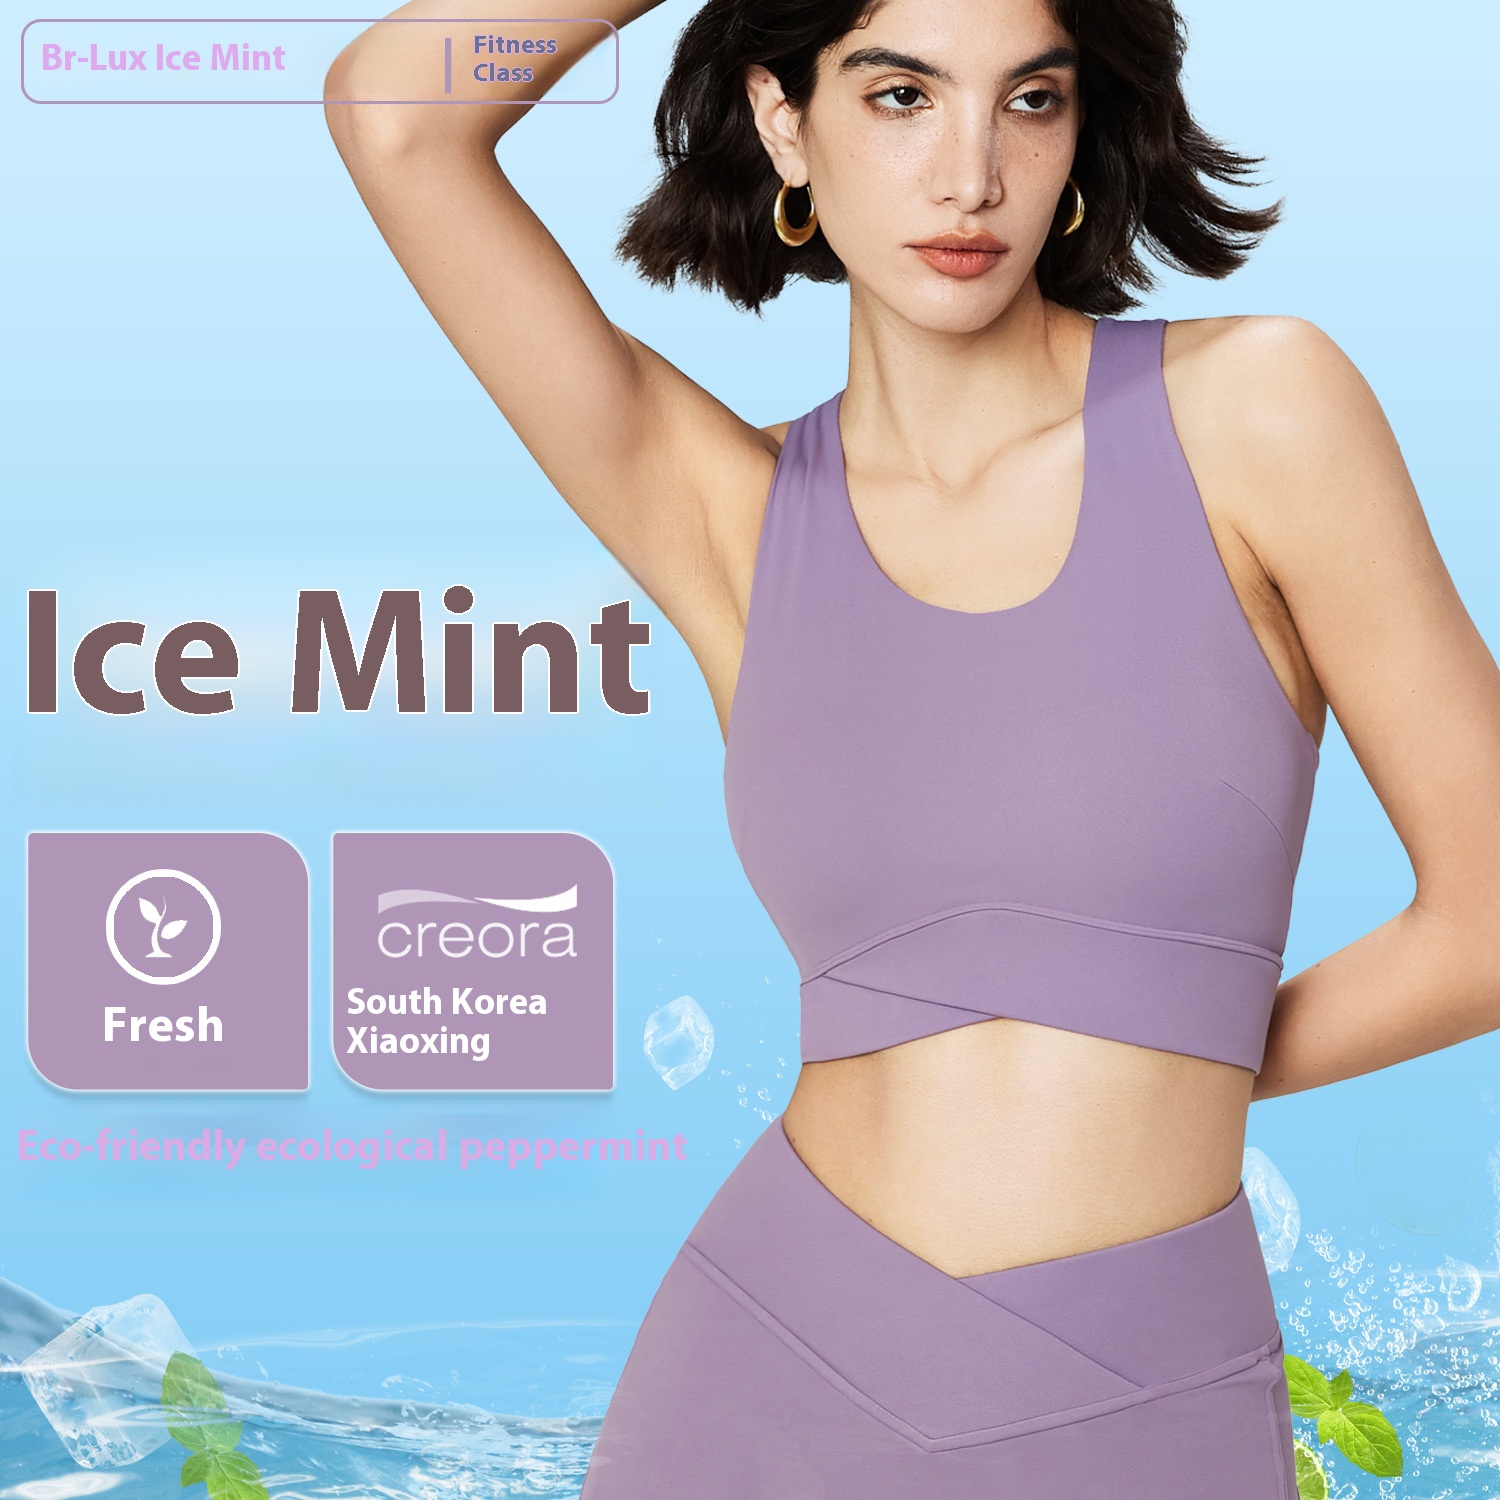 Br-Lux Ice Mint
Fitness
Class
Ice Mint
Fresh
creora
South Korea
Xiaoxing
Eco-friendly ecological peppermint